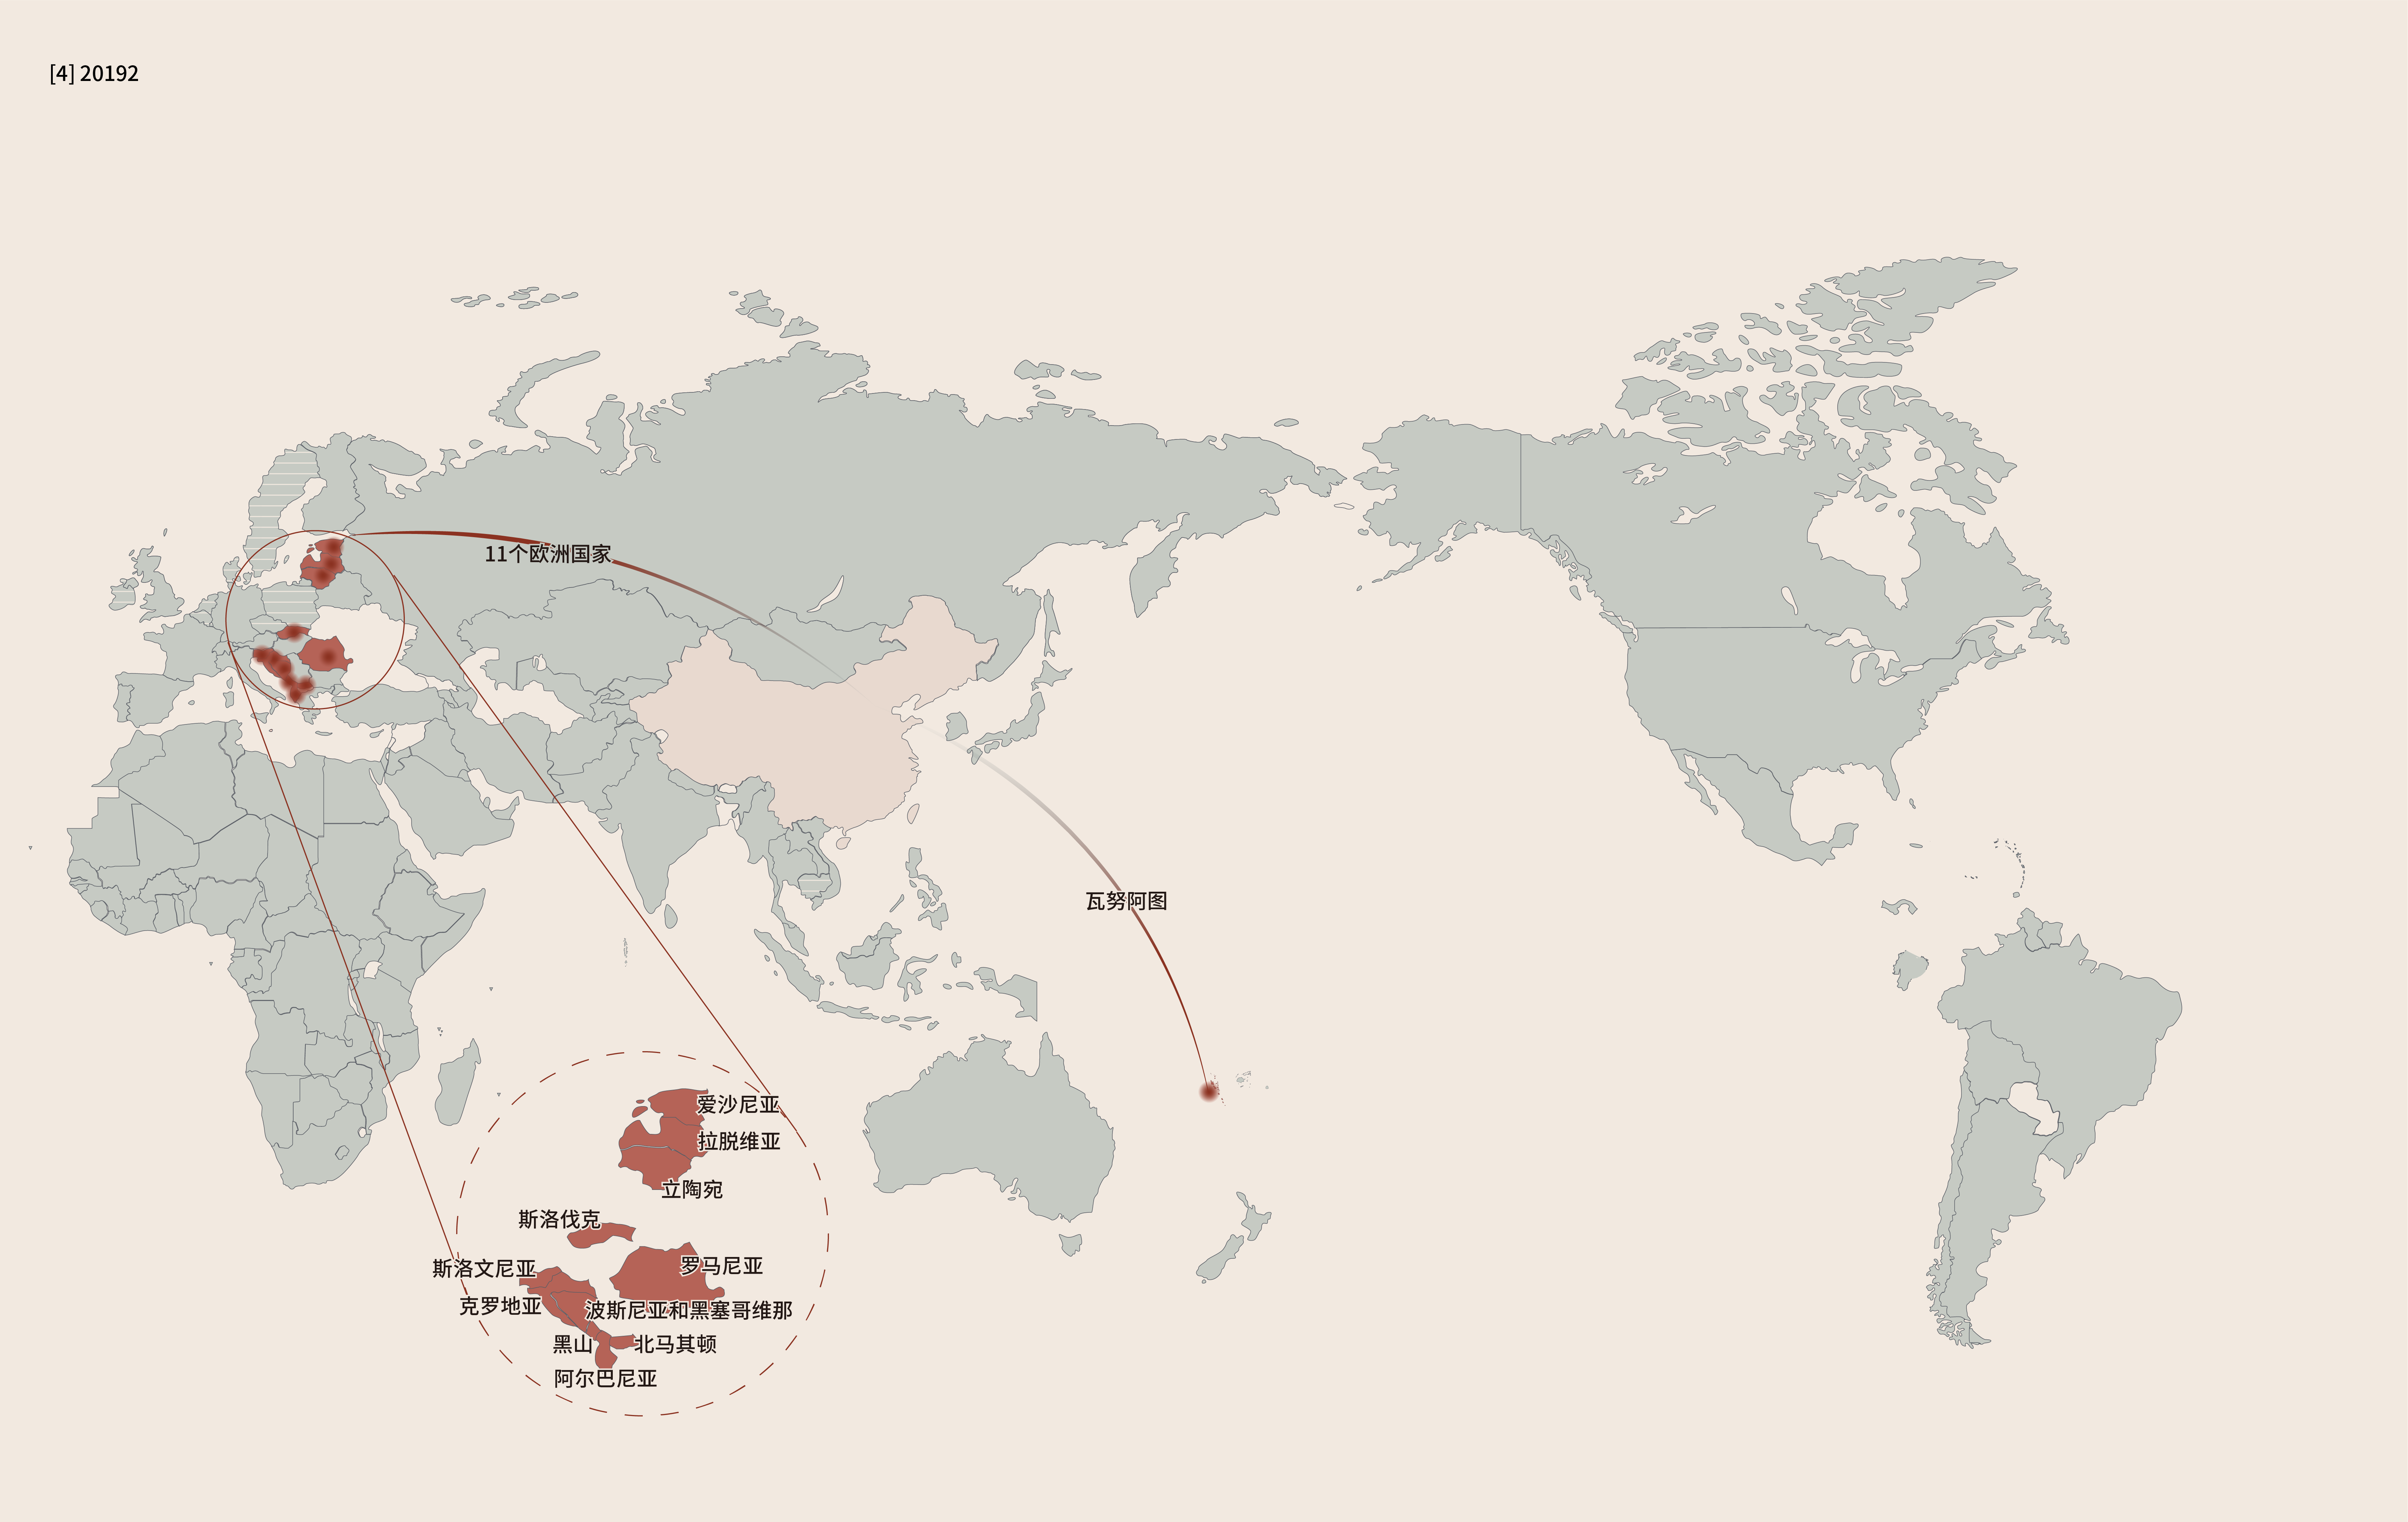 [4] 20192
11个欧洲国家
瓦努阿图
爱沙尼亚
拉脱维亚
立陶宛
斯洛伐克
斯洛文尼亚
罗马尼亚
克罗地亚
波斯尼亚和黑塞哥维那
黑山
北马其顿
阿尔巴尼亚